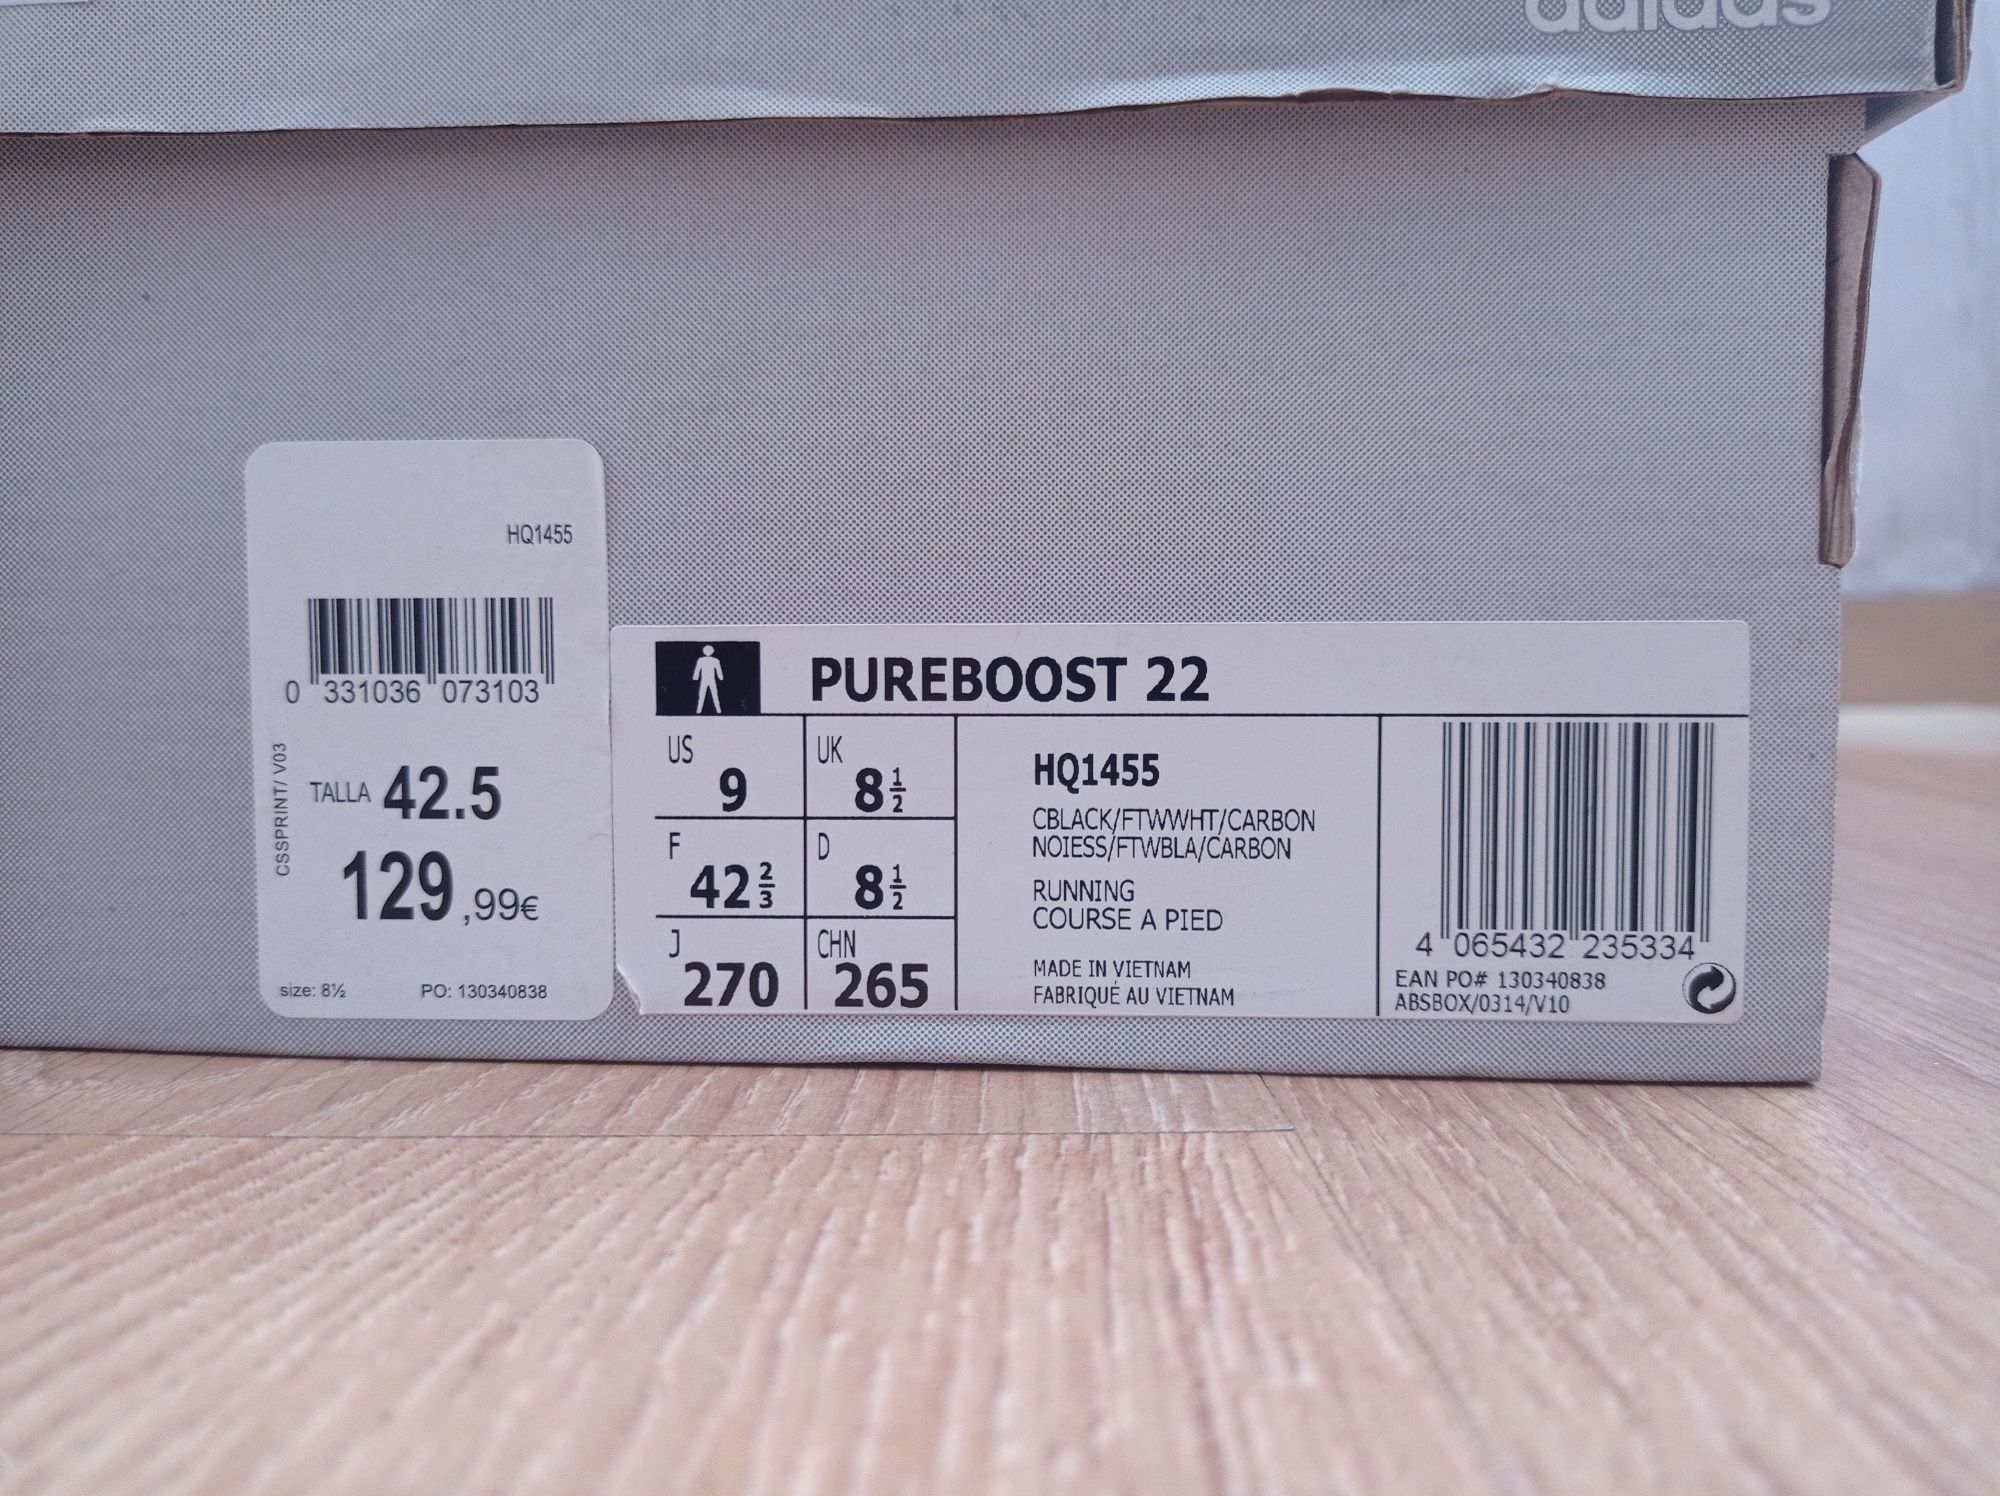 adidas
HQ1455
0 331036 073103
CSSPRINT/ V03
TALLA 42.5
129,99€
size: 8½ PO: 130340838
PUREBOOST 22
US 9
UK 8½
F 42⅔
D 8½
J 270
CHN 265
HQ1455
CBLACK/FTWWHT/CARBON
NOIESS/FTWBLA/CARBON
RUNNING
COURSE A PIED
MADE IN VIETNAM
FABRIQUÉ AU VIETNAM
4 065432 235334
EAN PO# 130340838
ABSBOX/0314/V10